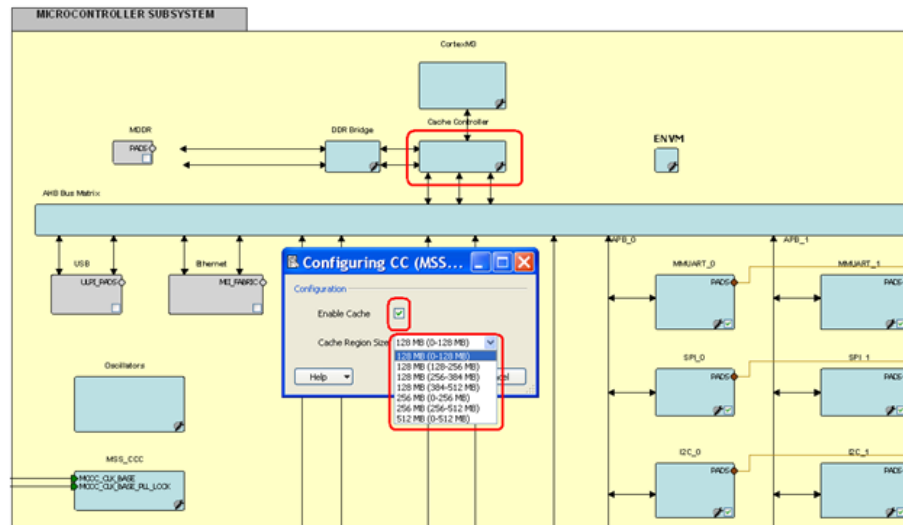 MICROCONTROLLER SUBSYSTEM
CortexM3
Cache Controller
MDDR
DDR Bridge
ENVM
PADS
AHB Bus Matrix
APB_0
APB_1
USB
Ethernet
MMUART_0
MMUART_1
ULPI_PADS
MII_FABRIC
PADS
PADS
Configuring CC (MSS...
Configuration
Enable Cache
Cache Region Size
128 MB (0-128 MB)
128 MB (0-128 MB)
128 MB (128-256 MB)
128 MB (256-384 MB)
128 MB (384-512 MB)
256 MB (0-256 MB)
256 MB (256-512 MB)
512 MB (0-512 MB)
Help
Oscillators
SPI_0
SPI_1
PADS
PADS
MSS_CCC
I2C_0
I2C_1
MCCC_CLK_BASE
MCCC_CLK_BASE_PLL_LOCK
PADS
PADS